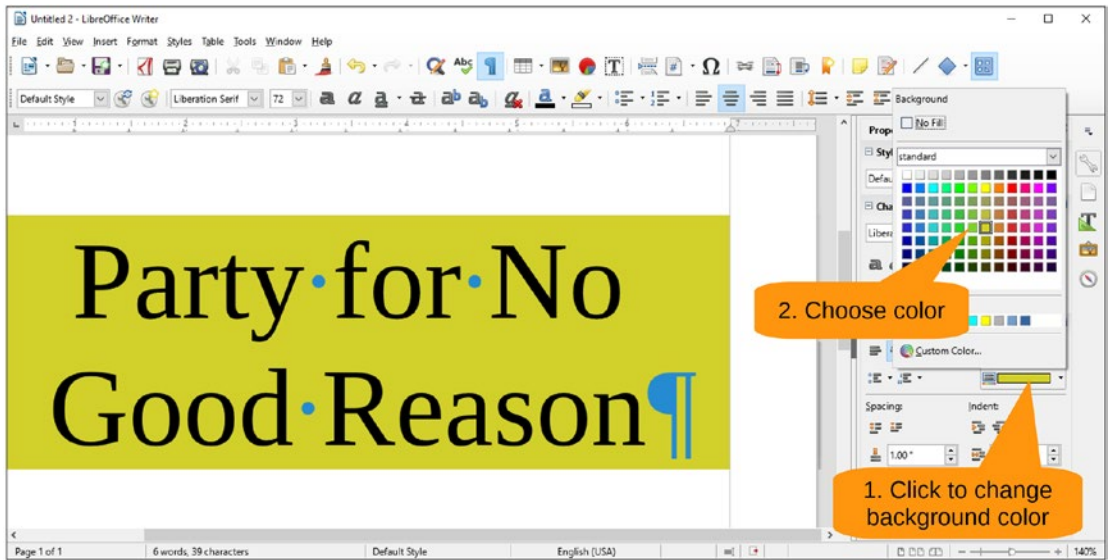 Untitled 2 - LibreOffice Writer
File Edit View Insert Format Styles Table Tools Window Help
Default Style Liberation Serif 72
Background
No Fill
standard
Custom Color...
Party·for·No
Good·Reason¶
2. Choose color
Spacing: Indent:
1.00 "
1. Click to change
background color
Page 1 of 1 6 words, 39 characters Default Style English (USA) 140%